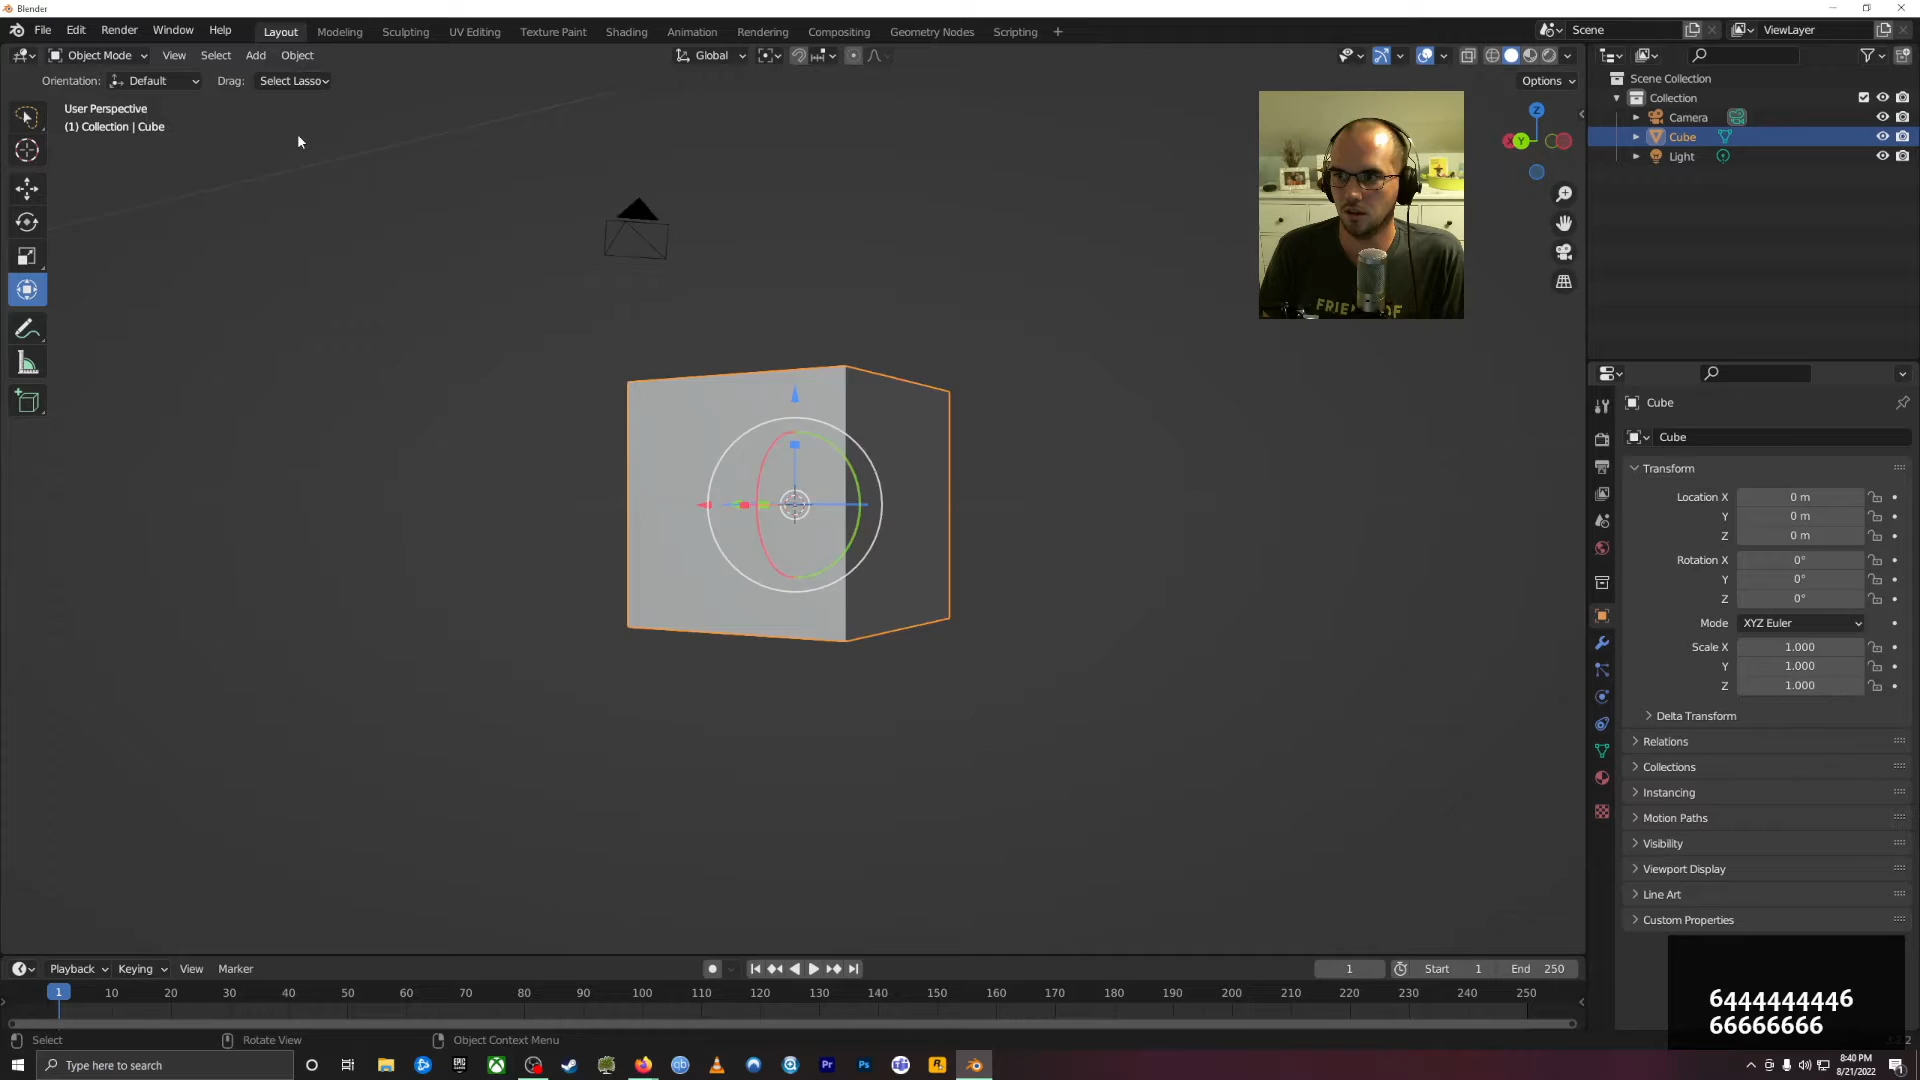 Blender
File Edit Render Window Help Layout Modeling Sculpting UV Editing Texture Paint Shading Animation Rendering Compositing Geometry Nodes Scripting + Scene ViewLayer
Object Mode View Select Add Object Global
Orientation: Default Drag: Select Lasso Options
User Perspective
(1) Collection | Cube
Z
X Y
FRIEND OF
Scene Collection
Collection
Camera
Cube
Light
Cube
Cube
Transform
Location X 0 m
Y 0 m
Z 0 m
Rotation X 0°
Y 0°
Z 0°
Mode XYZ Euler
Scale X 1.000
Y 1.000
Z 1.000
Delta Transform
Relations
Collections
Instancing
Motion Paths
Visibility
Viewport Display
Line Art
Custom Properties
Playback Keying View Marker 1 Start 1 End 250
1 10 20 30 40 50 60 70 80 90 100 110 120 130 140 150 160 170 180 190 200 210 220 230 240 250
6444444446
66666666
Select Rotate View Object Context Menu
Type here to search
8:40 PM
8/21/2022